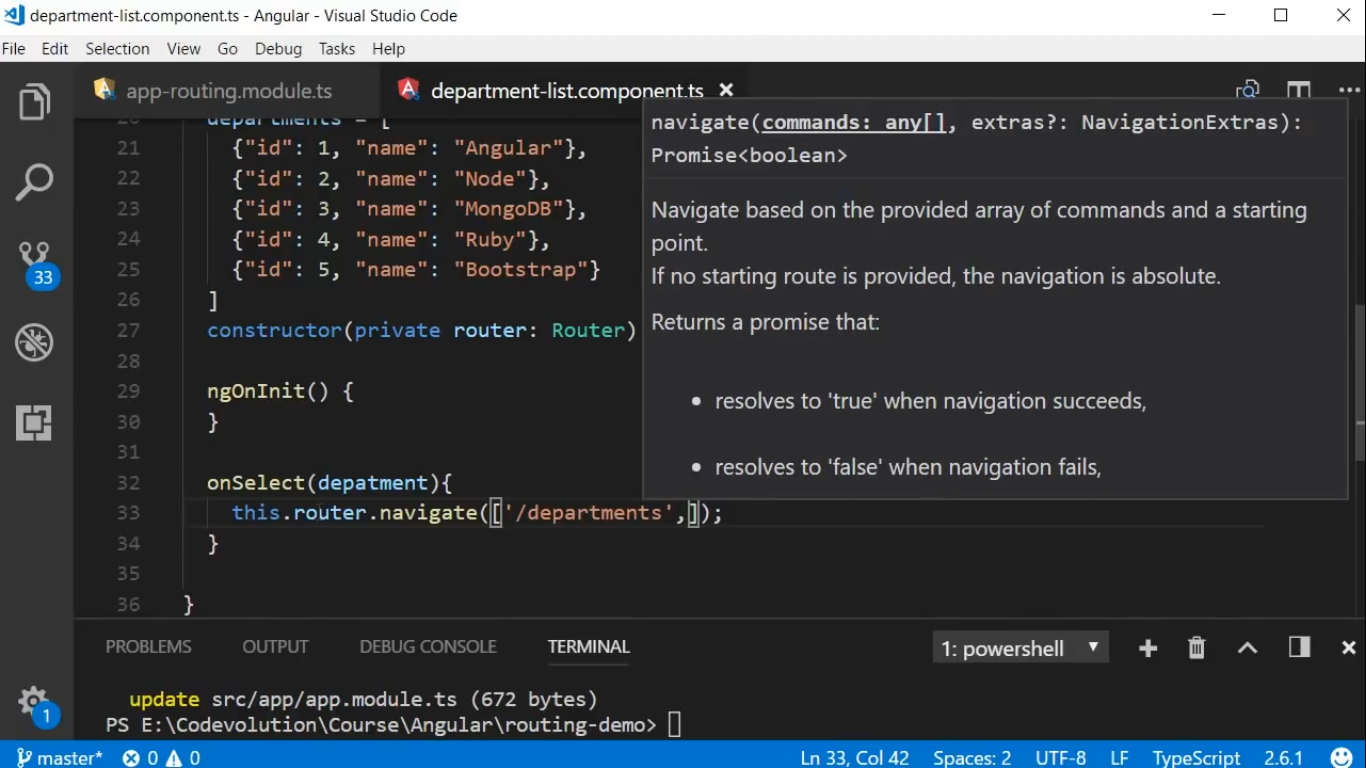 department-list.component.ts - Angular - Visual Studio Code
File Edit Selection View Go Debug Tasks Help
app-routing.module.ts department-list.component.ts
20 departments = [
21 {"id": 1, "name": "Angular"},
22 {"id": 2, "name": "Node"},
23 {"id": 3, "name": "MongoDB"},
24 {"id": 4, "name": "Ruby"},
25 {"id": 5, "name": "Bootstrap"}
26 ]
27 constructor(private router: Router)
28
29 ngOnInit() {
30 }
31
32 onSelect(depatment){
33 this.router.navigate(['/departments',]);
34 }
35
36 }
navigate(commands: any[], extras?: NavigationExtras):
Promise<boolean>
Navigate based on the provided array of commands and a starting
point.
If no starting route is provided, the navigation is absolute.
Returns a promise that:
• resolves to 'true' when navigation succeeds,
• resolves to 'false' when navigation fails,
33
1
PROBLEMS OUTPUT DEBUG CONSOLE TERMINAL 1: powershell
update src/app/app.module.ts (672 bytes)
PS E:\Codevolution\Course\Angular\routing-demo>
master* 0 0 Ln 33, Col 42 Spaces: 2 UTF-8 LF TypeScript 2.6.1